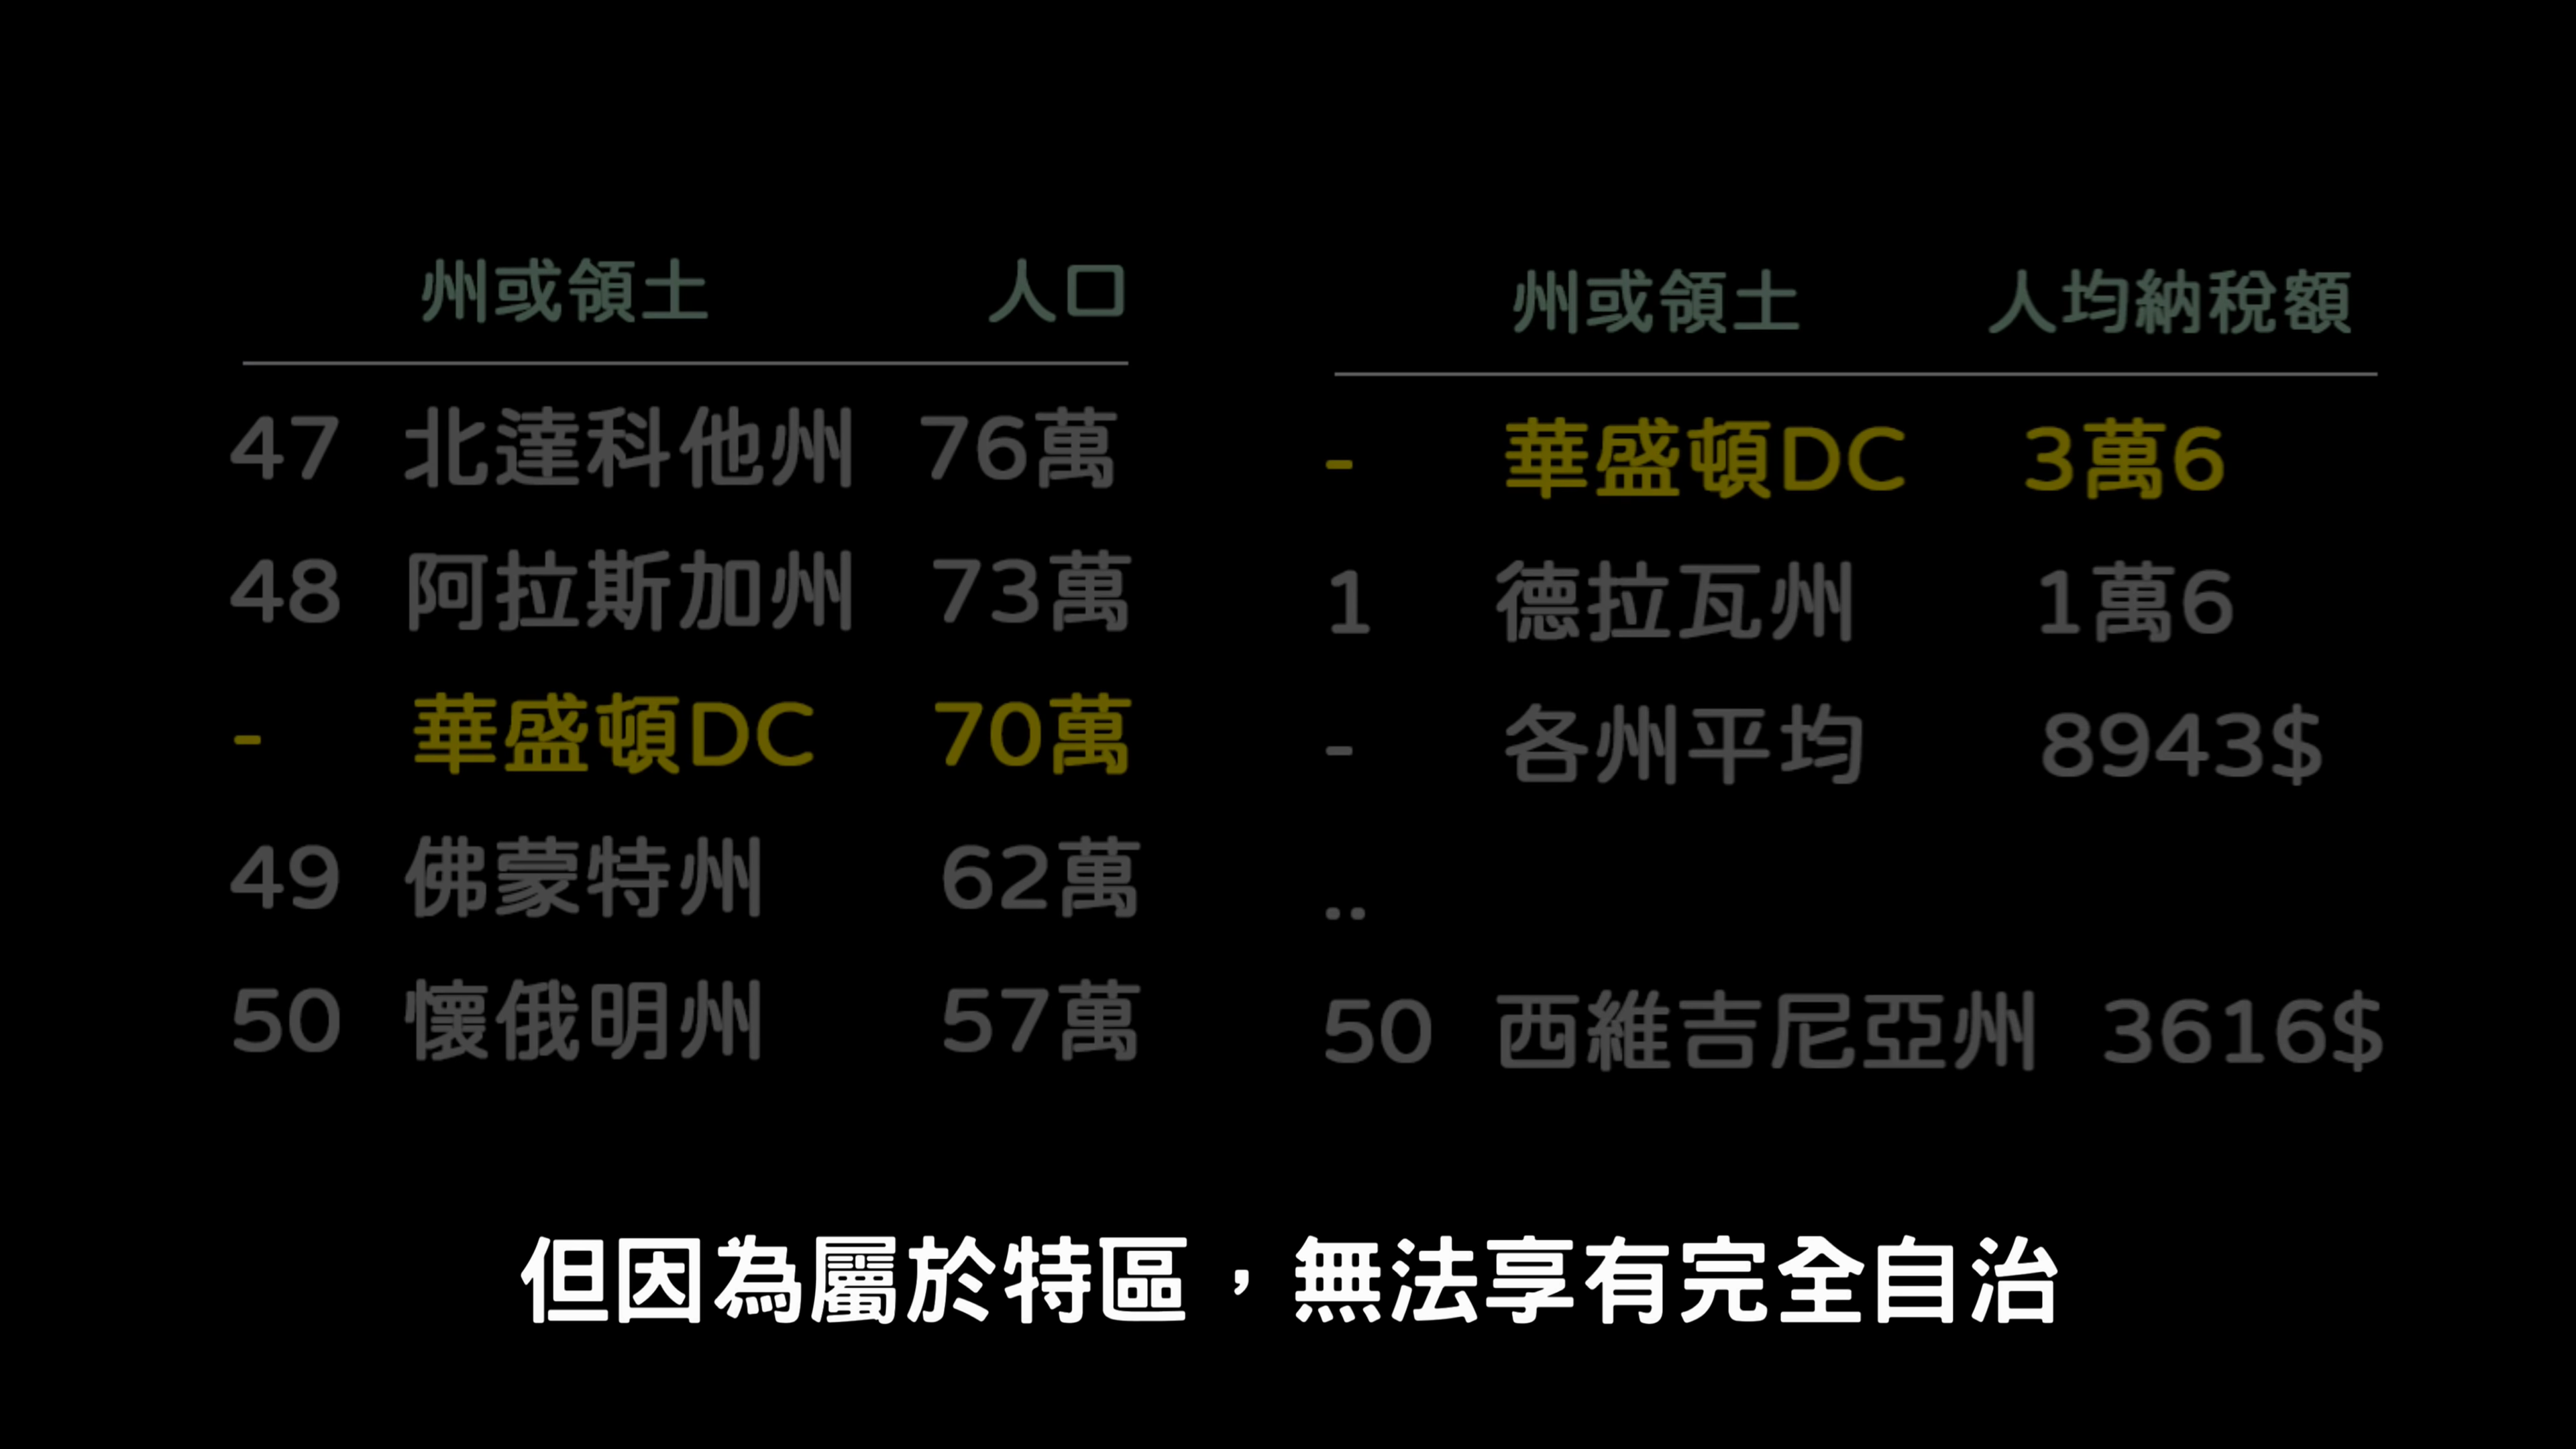 州或領土 人口
47 北達科他州 76萬
48 阿拉斯加州 73萬
- 華盛頓DC 70萬
49 佛蒙特州 62萬
50 懷俄明州 57萬
州或領土 人均納稅額
- 華盛頓DC 3萬6
1 德拉瓦州 1萬6
- 各州平均 8943$
..
50 西維吉尼亞州 3616$
但因為屬於特區，無法享有完全自治